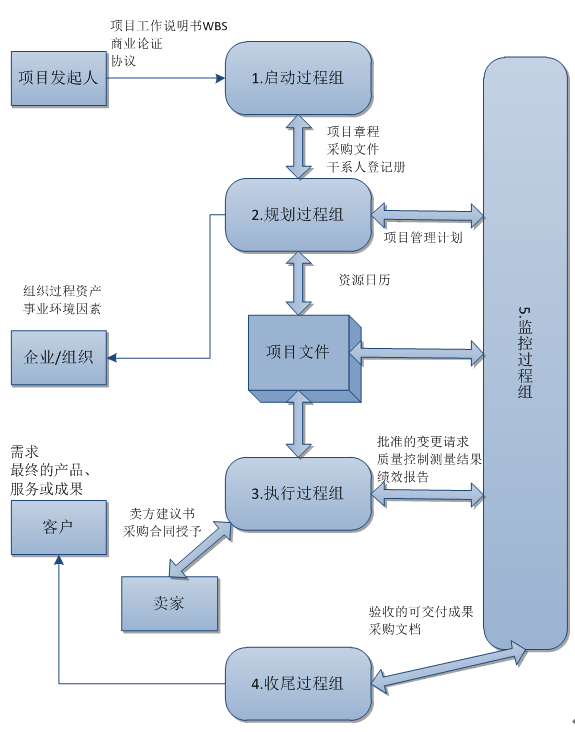 项目工作说明书WBS
商业论证
协议
项目发起人
1.启动过程组
项目章程
采购文件
干系人登记册
2.规划过程组
项目管理计划
资源日历
组织过程资产
事业环境因素
企业/组织
项目文件
5.监控过程组
需求
最终的产品、
服务或成果
客户
批准的变更请求
质量控制测量结果
绩效报告
3.执行过程组
卖方建议书
采购合同授予
卖家
验收的可交付成果
采购文档
4.收尾过程组